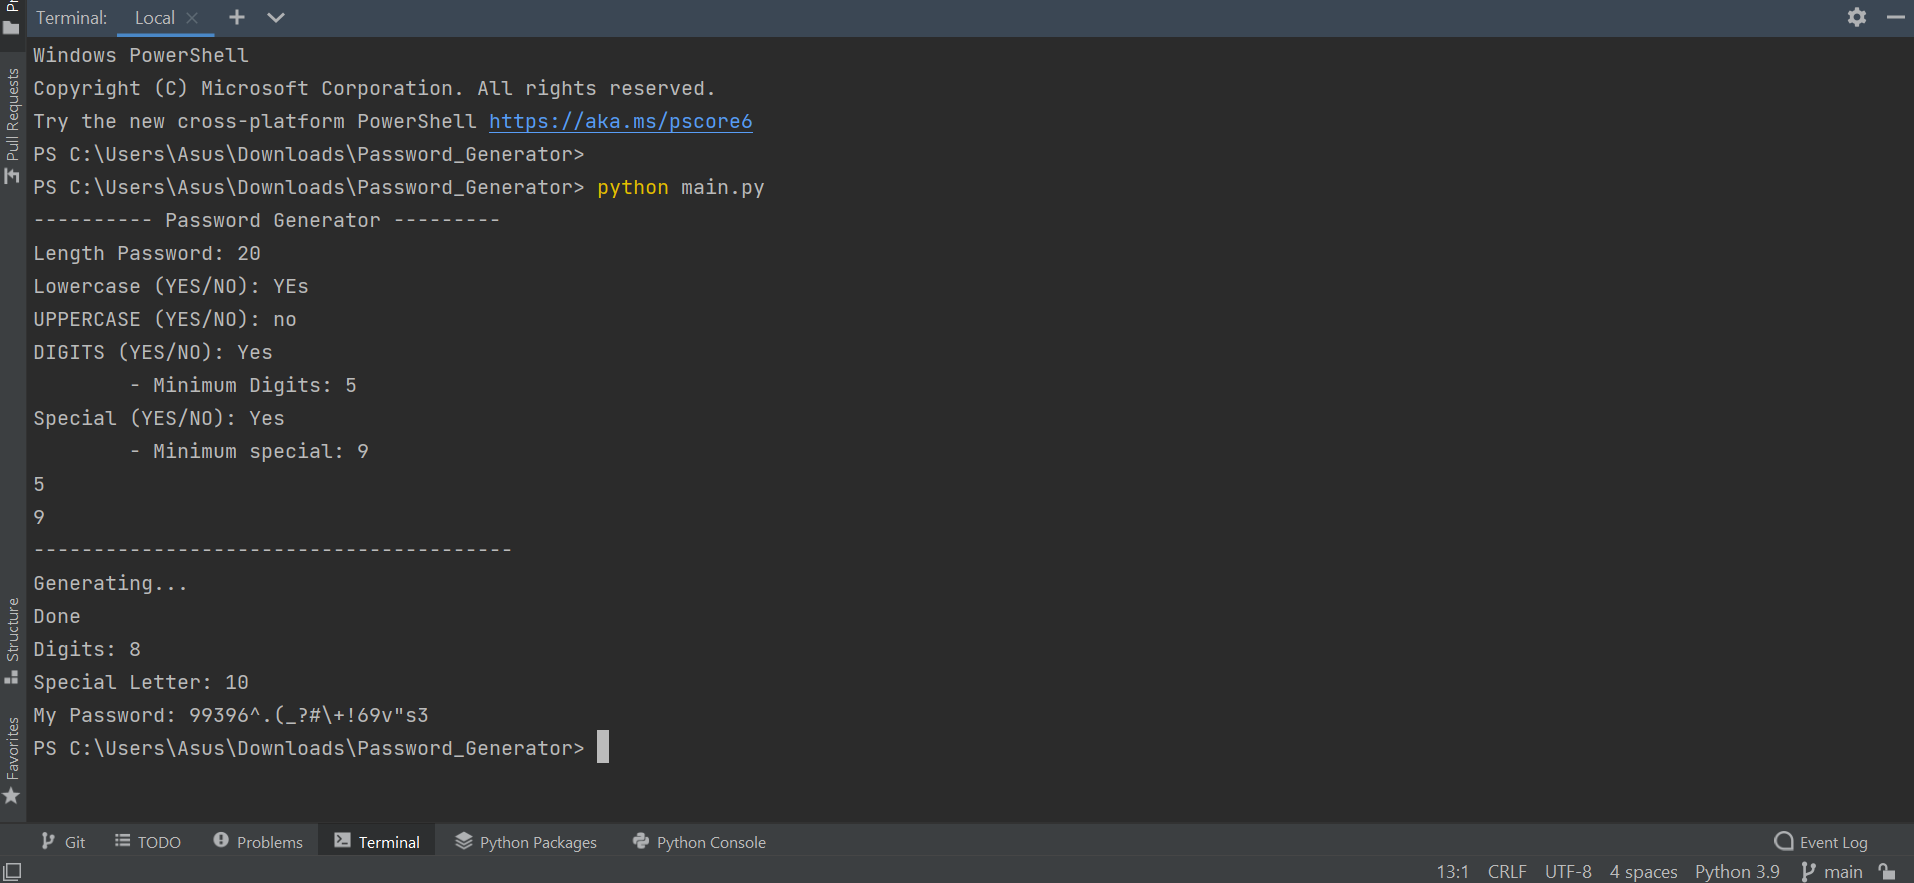 Terminal: Local
Windows PowerShell
Copyright (C) Microsoft Corporation. All rights reserved.
Try the new cross-platform PowerShell https://aka.ms/pscore6
PS C:\Users\Asus\Downloads\Password_Generator>
PS C:\Users\Asus\Downloads\Password_Generator> python main.py
---------- Password Generator ---------
Length Password: 20
Lowercase (YES/NO): YEs
UPPERCASE (YES/NO): no
DIGITS (YES/NO): Yes
- Minimum Digits: 5
Special (YES/NO): Yes
- Minimum special: 9
5
9
----------------------------------------
Generating...
Done
Digits: 8
Special Letter: 10
My Password: 99396^.(_?#\+!69v"s3
PS C:\Users\Asus\Downloads\Password_Generator>
Pull Requests
Structure
Favorites
Git TODO Problems Terminal Python Packages Python Console Event Log
13:1 CRLF UTF-8 4 spaces Python 3.9 main